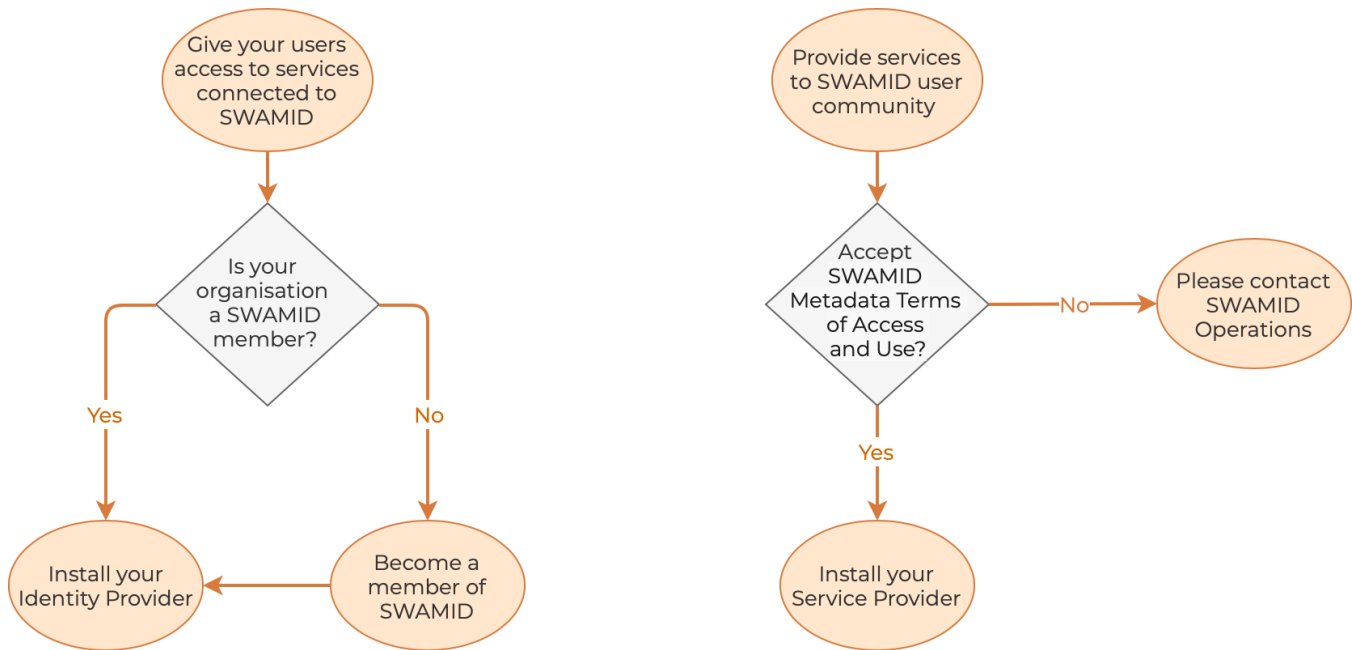 Give your users
access to services
connected to
SWAMID
Is your
organisation
a SWAMID
member?
Yes
No
Install your
Identity Provider
Become a
member of
SWAMID
Provide services
to SWAMID user
community
Accept
SWAMID
Metadata Terms
of Access
and Use?
No
Please contact
SWAMID
Operations
Yes
Install your
Service Provider